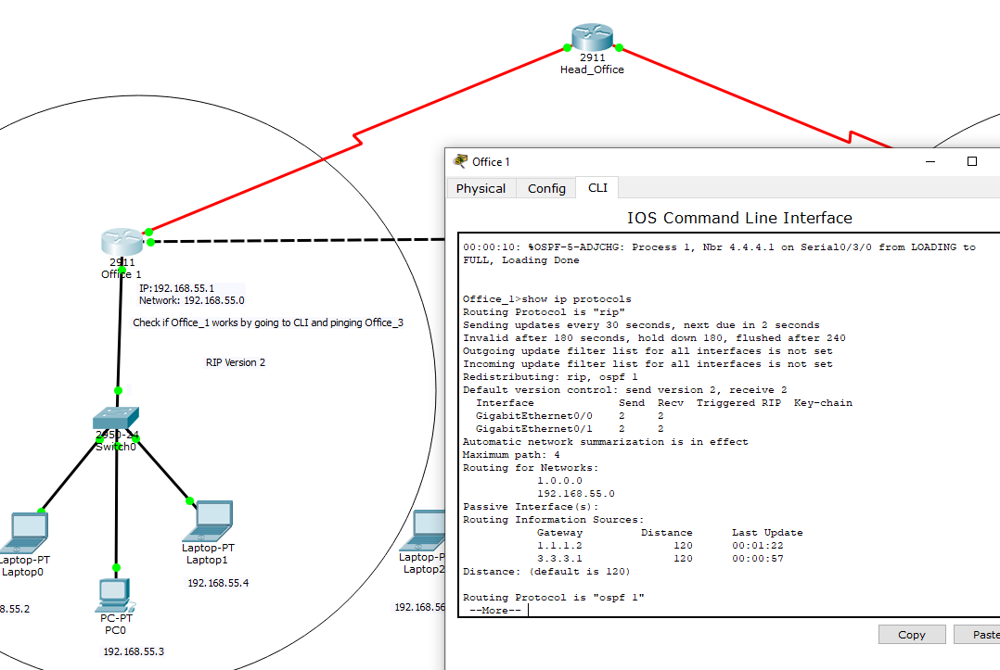 2911
Head_Office
2911
Office 1
IP:192.168.55.1
Network: 192.168.55.0
Check if Office_1 works by going to CLI and pinging Office_3
RIP Version 2
2950-24
Switch0
Laptop-PT
Laptop0
8.55.2
PC-PT
PC0
192.168.55.3
Laptop-PT
Laptop1
192.168.55.4
Laptop-P
Laptop2
192.168.56
Office 1
Physical
Config
CLI
IOS Command Line Interface
00:00:10: %OSPF-5-ADJCHG: Process 1, Nbr 4.4.4.1 on Serial0/3/0 from LOADING to
FULL, Loading Done
Office_1>show ip protocols
Routing Protocol is "rip"
Sending updates every 30 seconds, next due in 2 seconds
Invalid after 180 seconds, hold down 180, flushed after 240
Outgoing update filter list for all interfaces is not set
Incoming update filter list for all interfaces is not set
Redistributing: rip, ospf 1
Default version control: send version 2, receive 2
Interface Send Recv Triggered RIP Key-chain
GigabitEthernet0/0 2 2
GigabitEthernet0/1 2 2
Automatic network summarization is in effect
Maximum path: 4
Routing for Networks:
1.0.0.0
192.168.55.0
Passive Interface(s):
Routing Information Sources:
Gateway Distance Last Update
1.1.1.2 120 00:01:22
3.3.3.1 120 00:00:57
Distance: (default is 120)
Routing Protocol is "ospf 1"
--More--
Copy
Paste